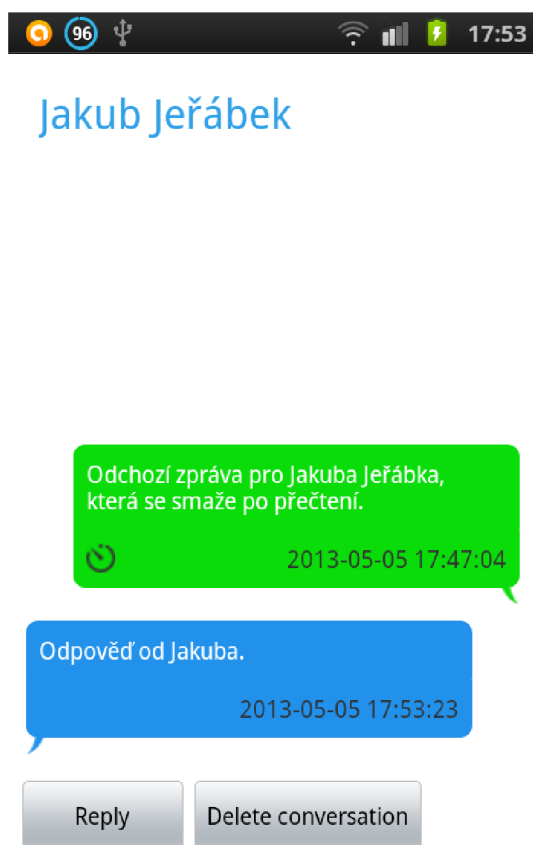 96 17:53
Jakub Jeřábek
Odchozí zpráva pro Jakuba Jeřábka,
která se smaže po přečtení.
2013-05-05 17:47:04
Odpověď od Jakuba.
2013-05-05 17:53:23
Reply Delete conversation